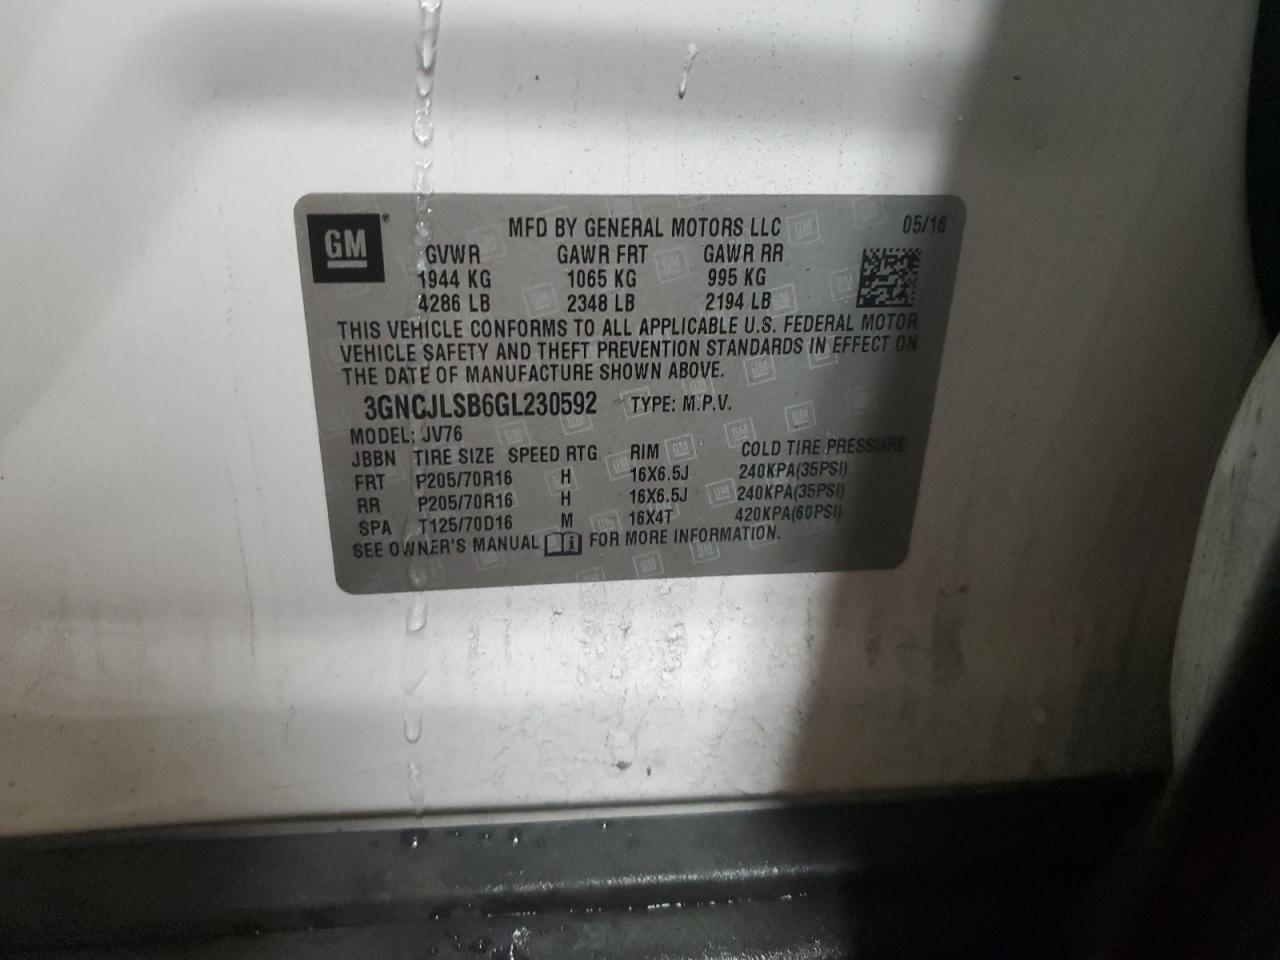 GM ®
MFD BY GENERAL MOTORS LLC 05/16
GVWR GAWR FRT GAWR RR
1944 KG 1065 KG 995 KG
4286 LB 2348 LB 2194 LB
THIS VEHICLE CONFORMS TO ALL APPLICABLE U.S. FEDERAL MOTOR
VEHICLE SAFETY AND THEFT PREVENTION STANDARDS IN EFFECT ON
THE DATE OF MANUFACTURE SHOWN ABOVE.
3GNCJLSB6GL230592 TYPE: M.P.V.
MODEL: JV76
JBBN TIRE SIZE SPEED RTG RIM COLD TIRE PRESSURE
FRT P205/70R16 H 16X6.5J 240KPA(35PSI)
RR P205/70R16 H 16X6.5J 240KPA(35PSI)
SPA T125/70D16 M 16X4T 420KPA(60PSI)
SEE OWNER'S MANUAL i FOR MORE INFORMATION.